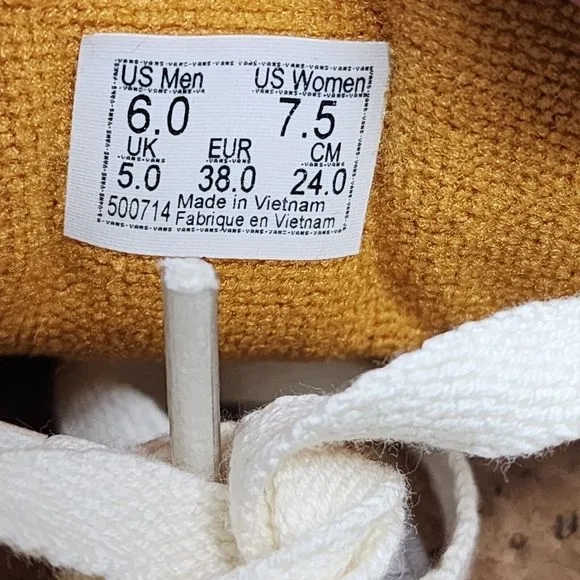 US Men US Women
6.0 7.5
UK EUR CM
5.0 38.0 24.0
500714 Made in Vietnam
Fabrique en Vietnam